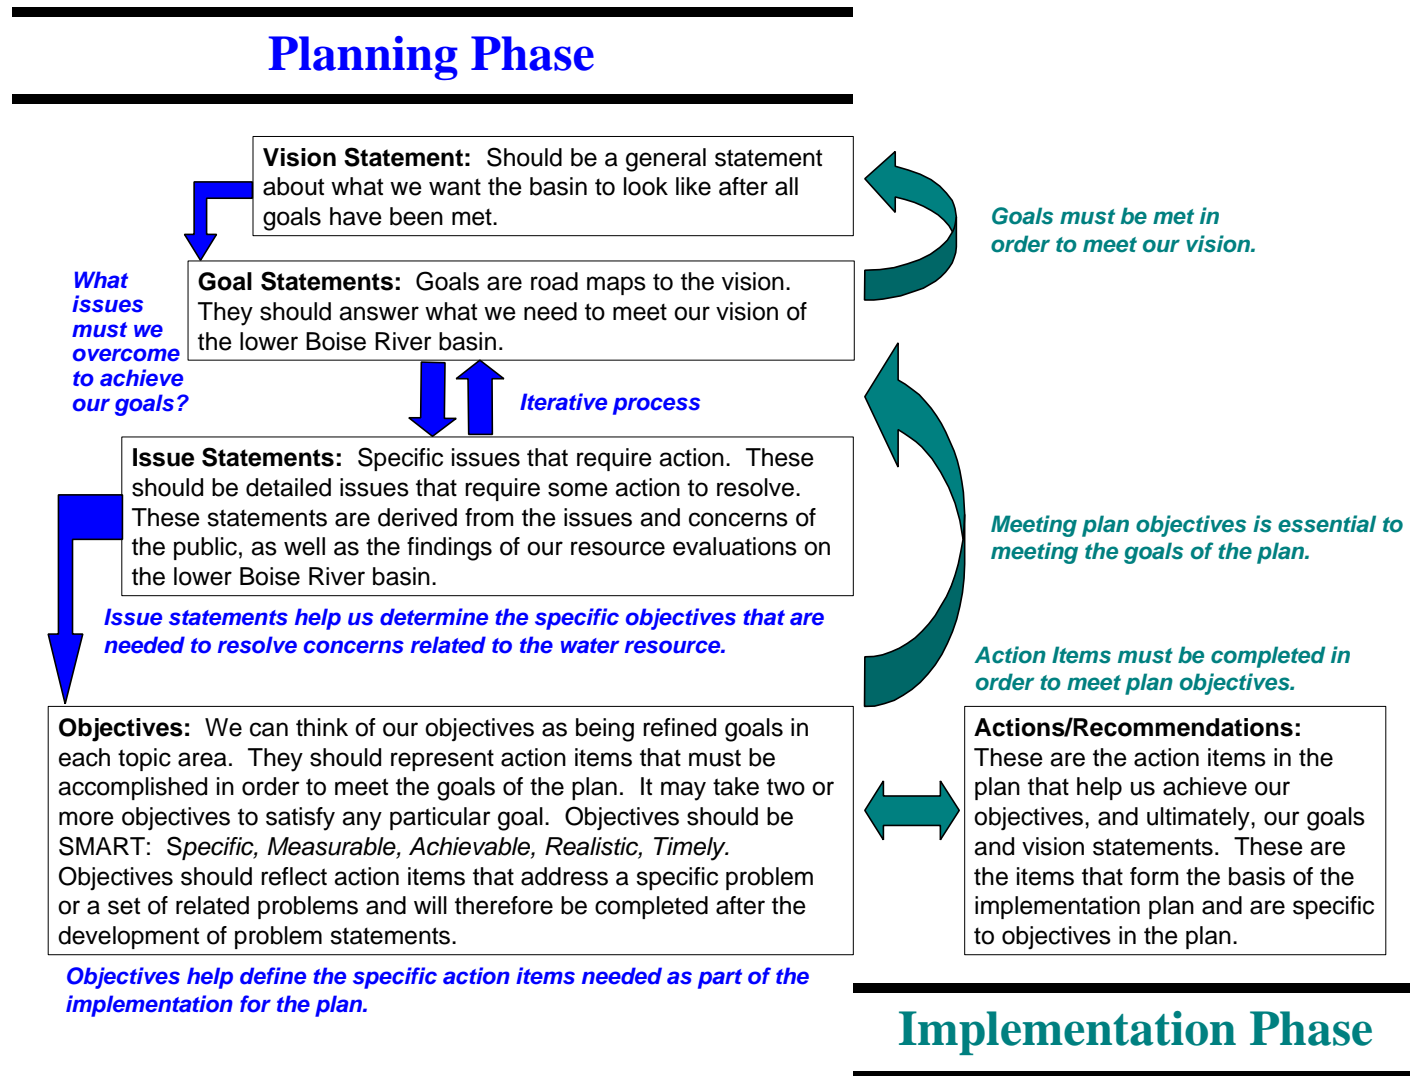 Planning Phase
Vision Statement:  Should be a general statement
about what we want the basin to look like after all
goals have been met.
Goals must be met in
order to meet our vision.
What
issues
must we
overcome
to achieve
our goals?
Goal Statements:  Goals are road maps to the vision.
They should answer what we need to meet our vision of
the lower Boise River basin.
Iterative process
Issue Statements:  Specific issues that require action.  These
should be detailed issues that require some action to resolve.
These statements are derived from the issues and concerns of
the public, as well as the findings of our resource evaluations on
the lower Boise River basin.
Meeting plan objectives is essential to
meeting the goals of the plan.
Issue statements help us determine the specific objectives that are
needed to resolve concerns related to the water resource.
Action Items must be completed in
order to meet plan objectives.
Objectives:  We can think of our objectives as being refined goals in
each topic area.  They should represent action items that must be
accomplished in order to meet the goals of the plan.  It may take two or
more objectives to satisfy any particular goal.  Objectives should be
SMART:  Specific, Measurable, Achievable, Realistic, Timely.
Objectives should reflect action items that address a specific problem
or a set of related problems and will therefore be completed after the
development of problem statements.
Actions/Recommendations:
These are the action items in the
plan that help us achieve our
objectives, and ultimately, our goals
and vision statements.  These are
the items that form the basis of the
implementation plan and are specific
to objectives in the plan.
Objectives help define the specific action items needed as part of the
implementation for the plan.
Implementation Phase